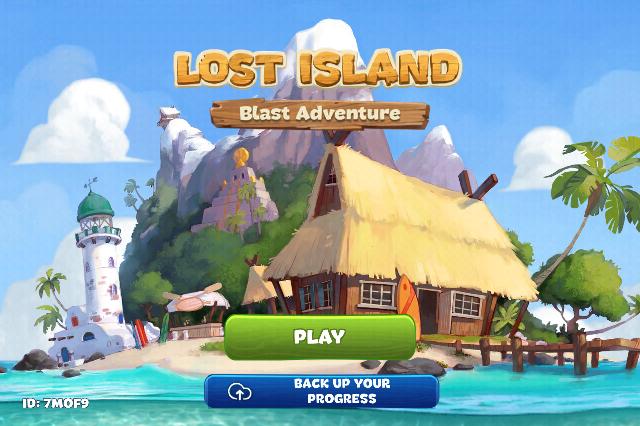 LOST ISLAND
Blast Adventure
PLAY
BACK UP YOUR
PROGRESS
ID: 7MOF9